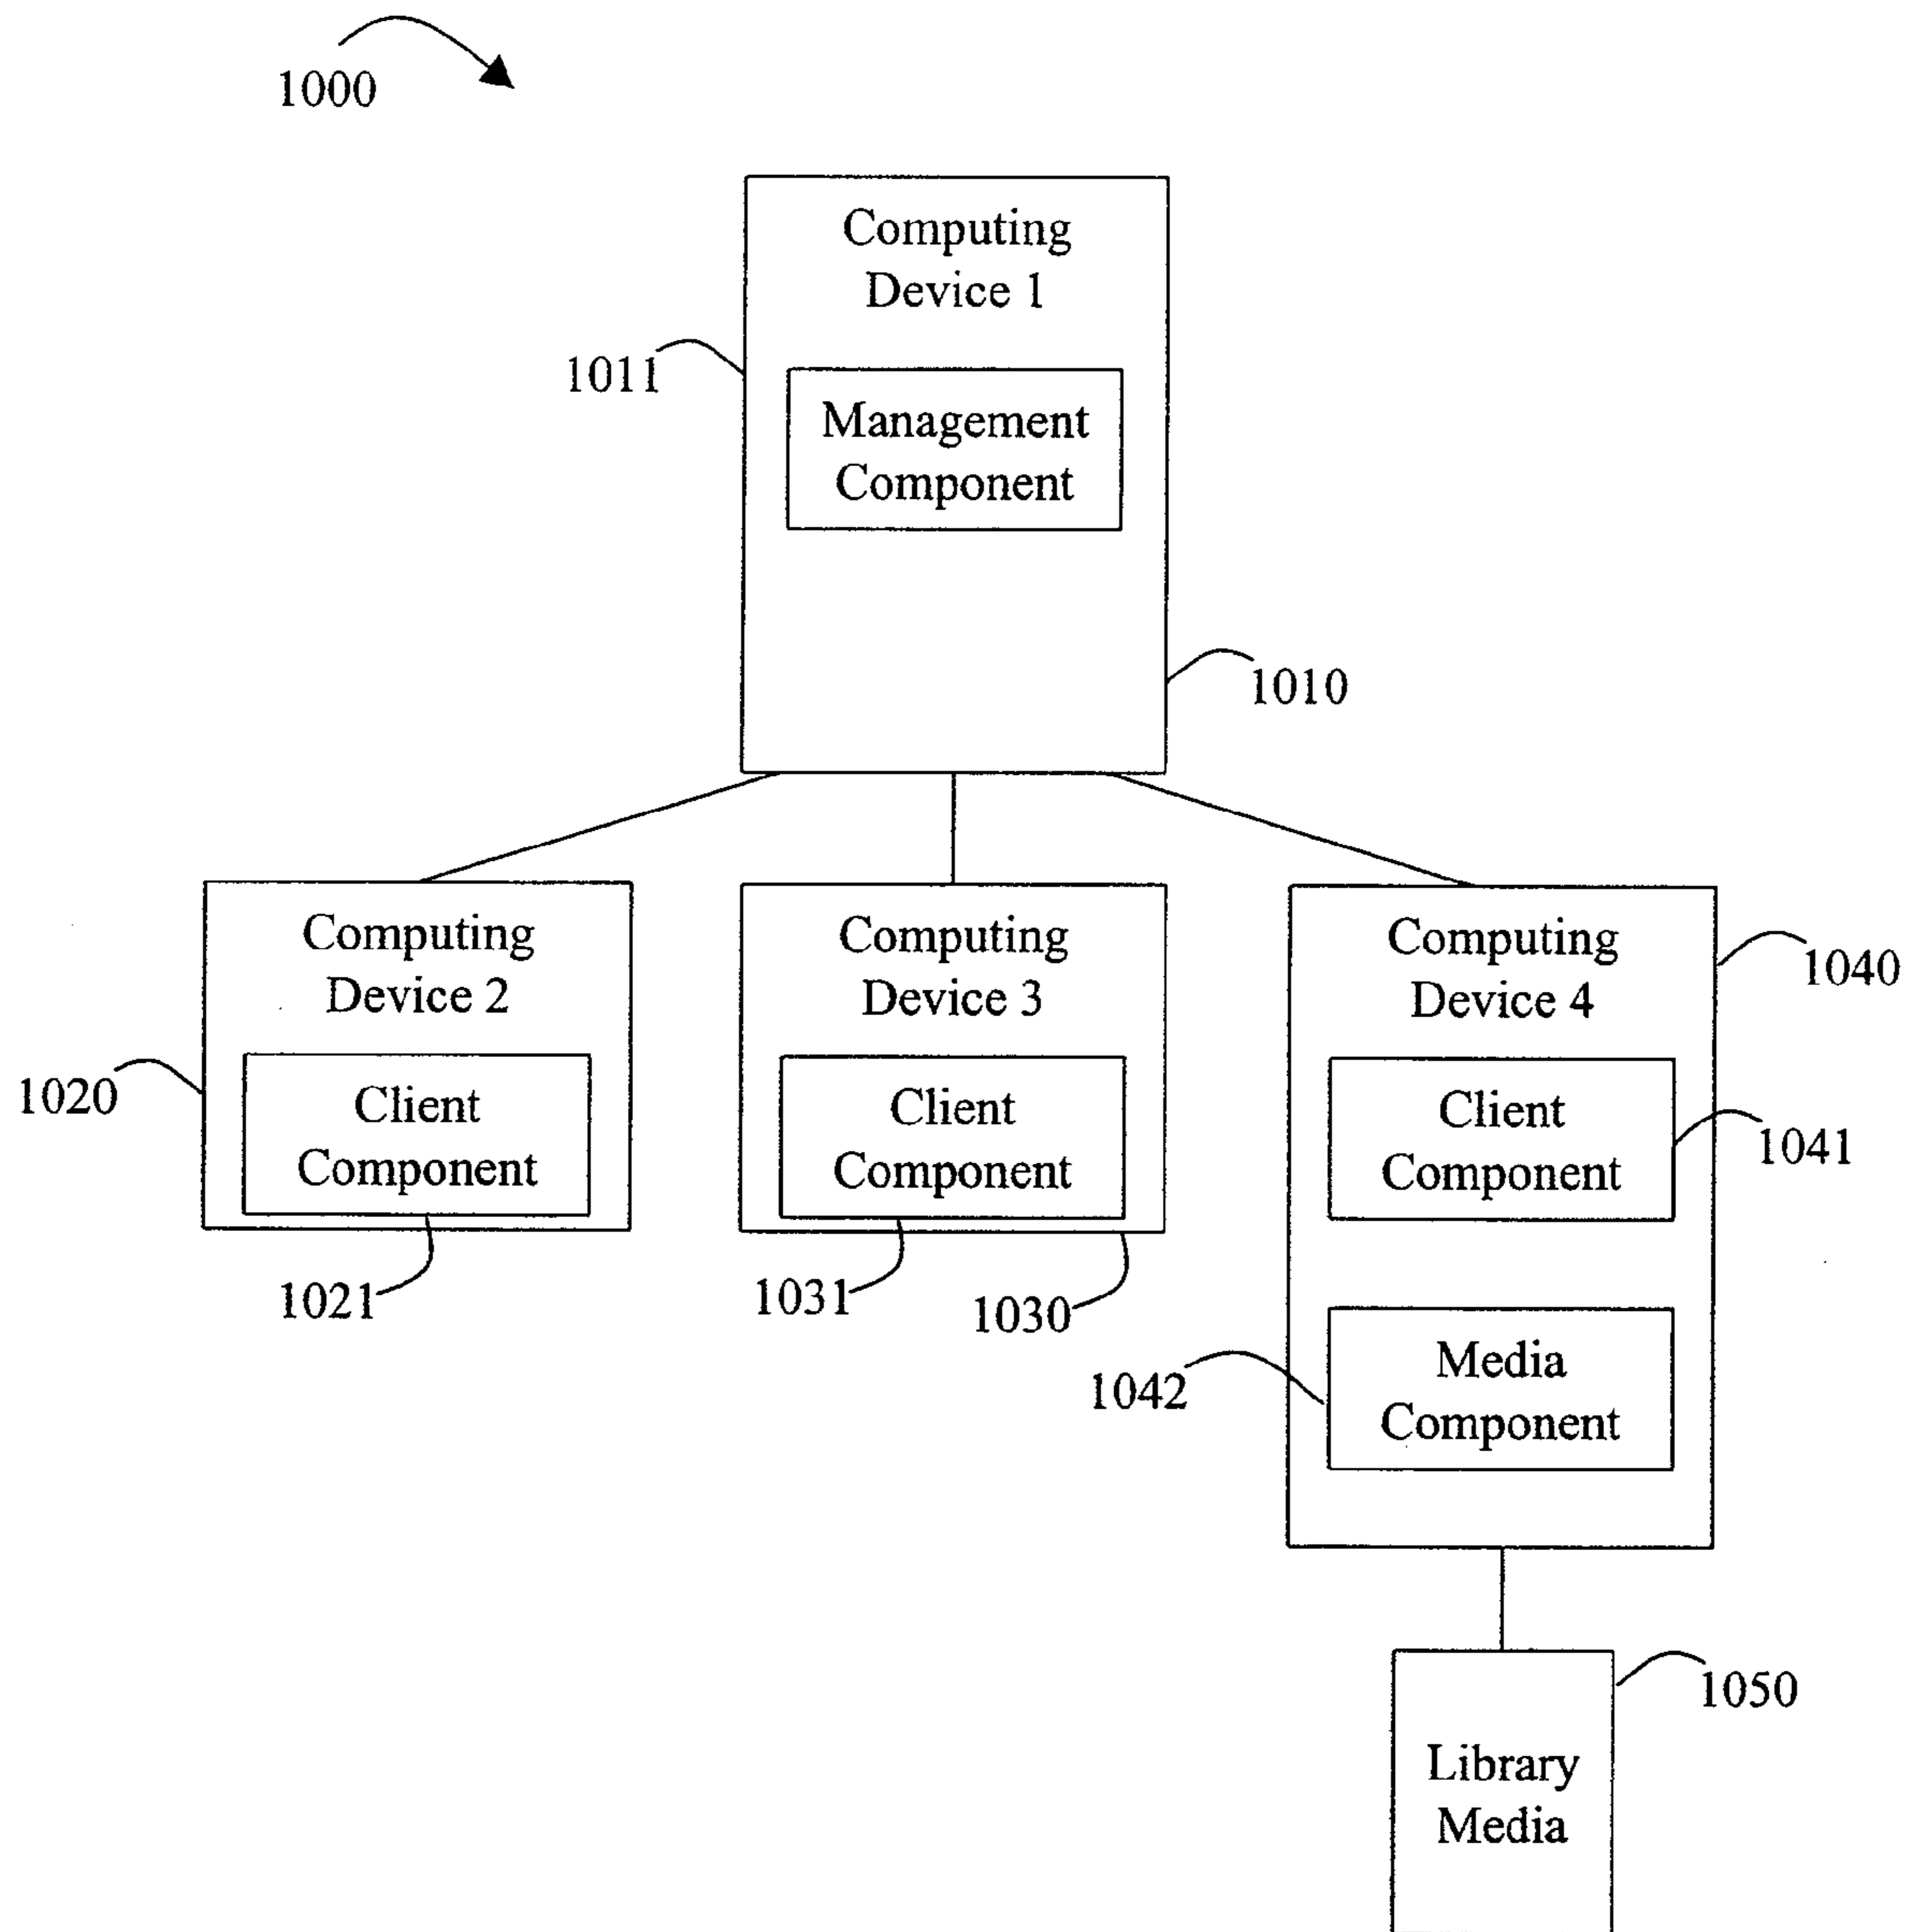 1000
Computing
Device 1
1011
Management
Component
1010
Computing
Device 2
Computing
Device 3
Computing
Device 4
1040
1020
Client
Component
Client
Component
Client
Component
1041
1021
1031
1030
1042
Media
Component
1050
Library
Media